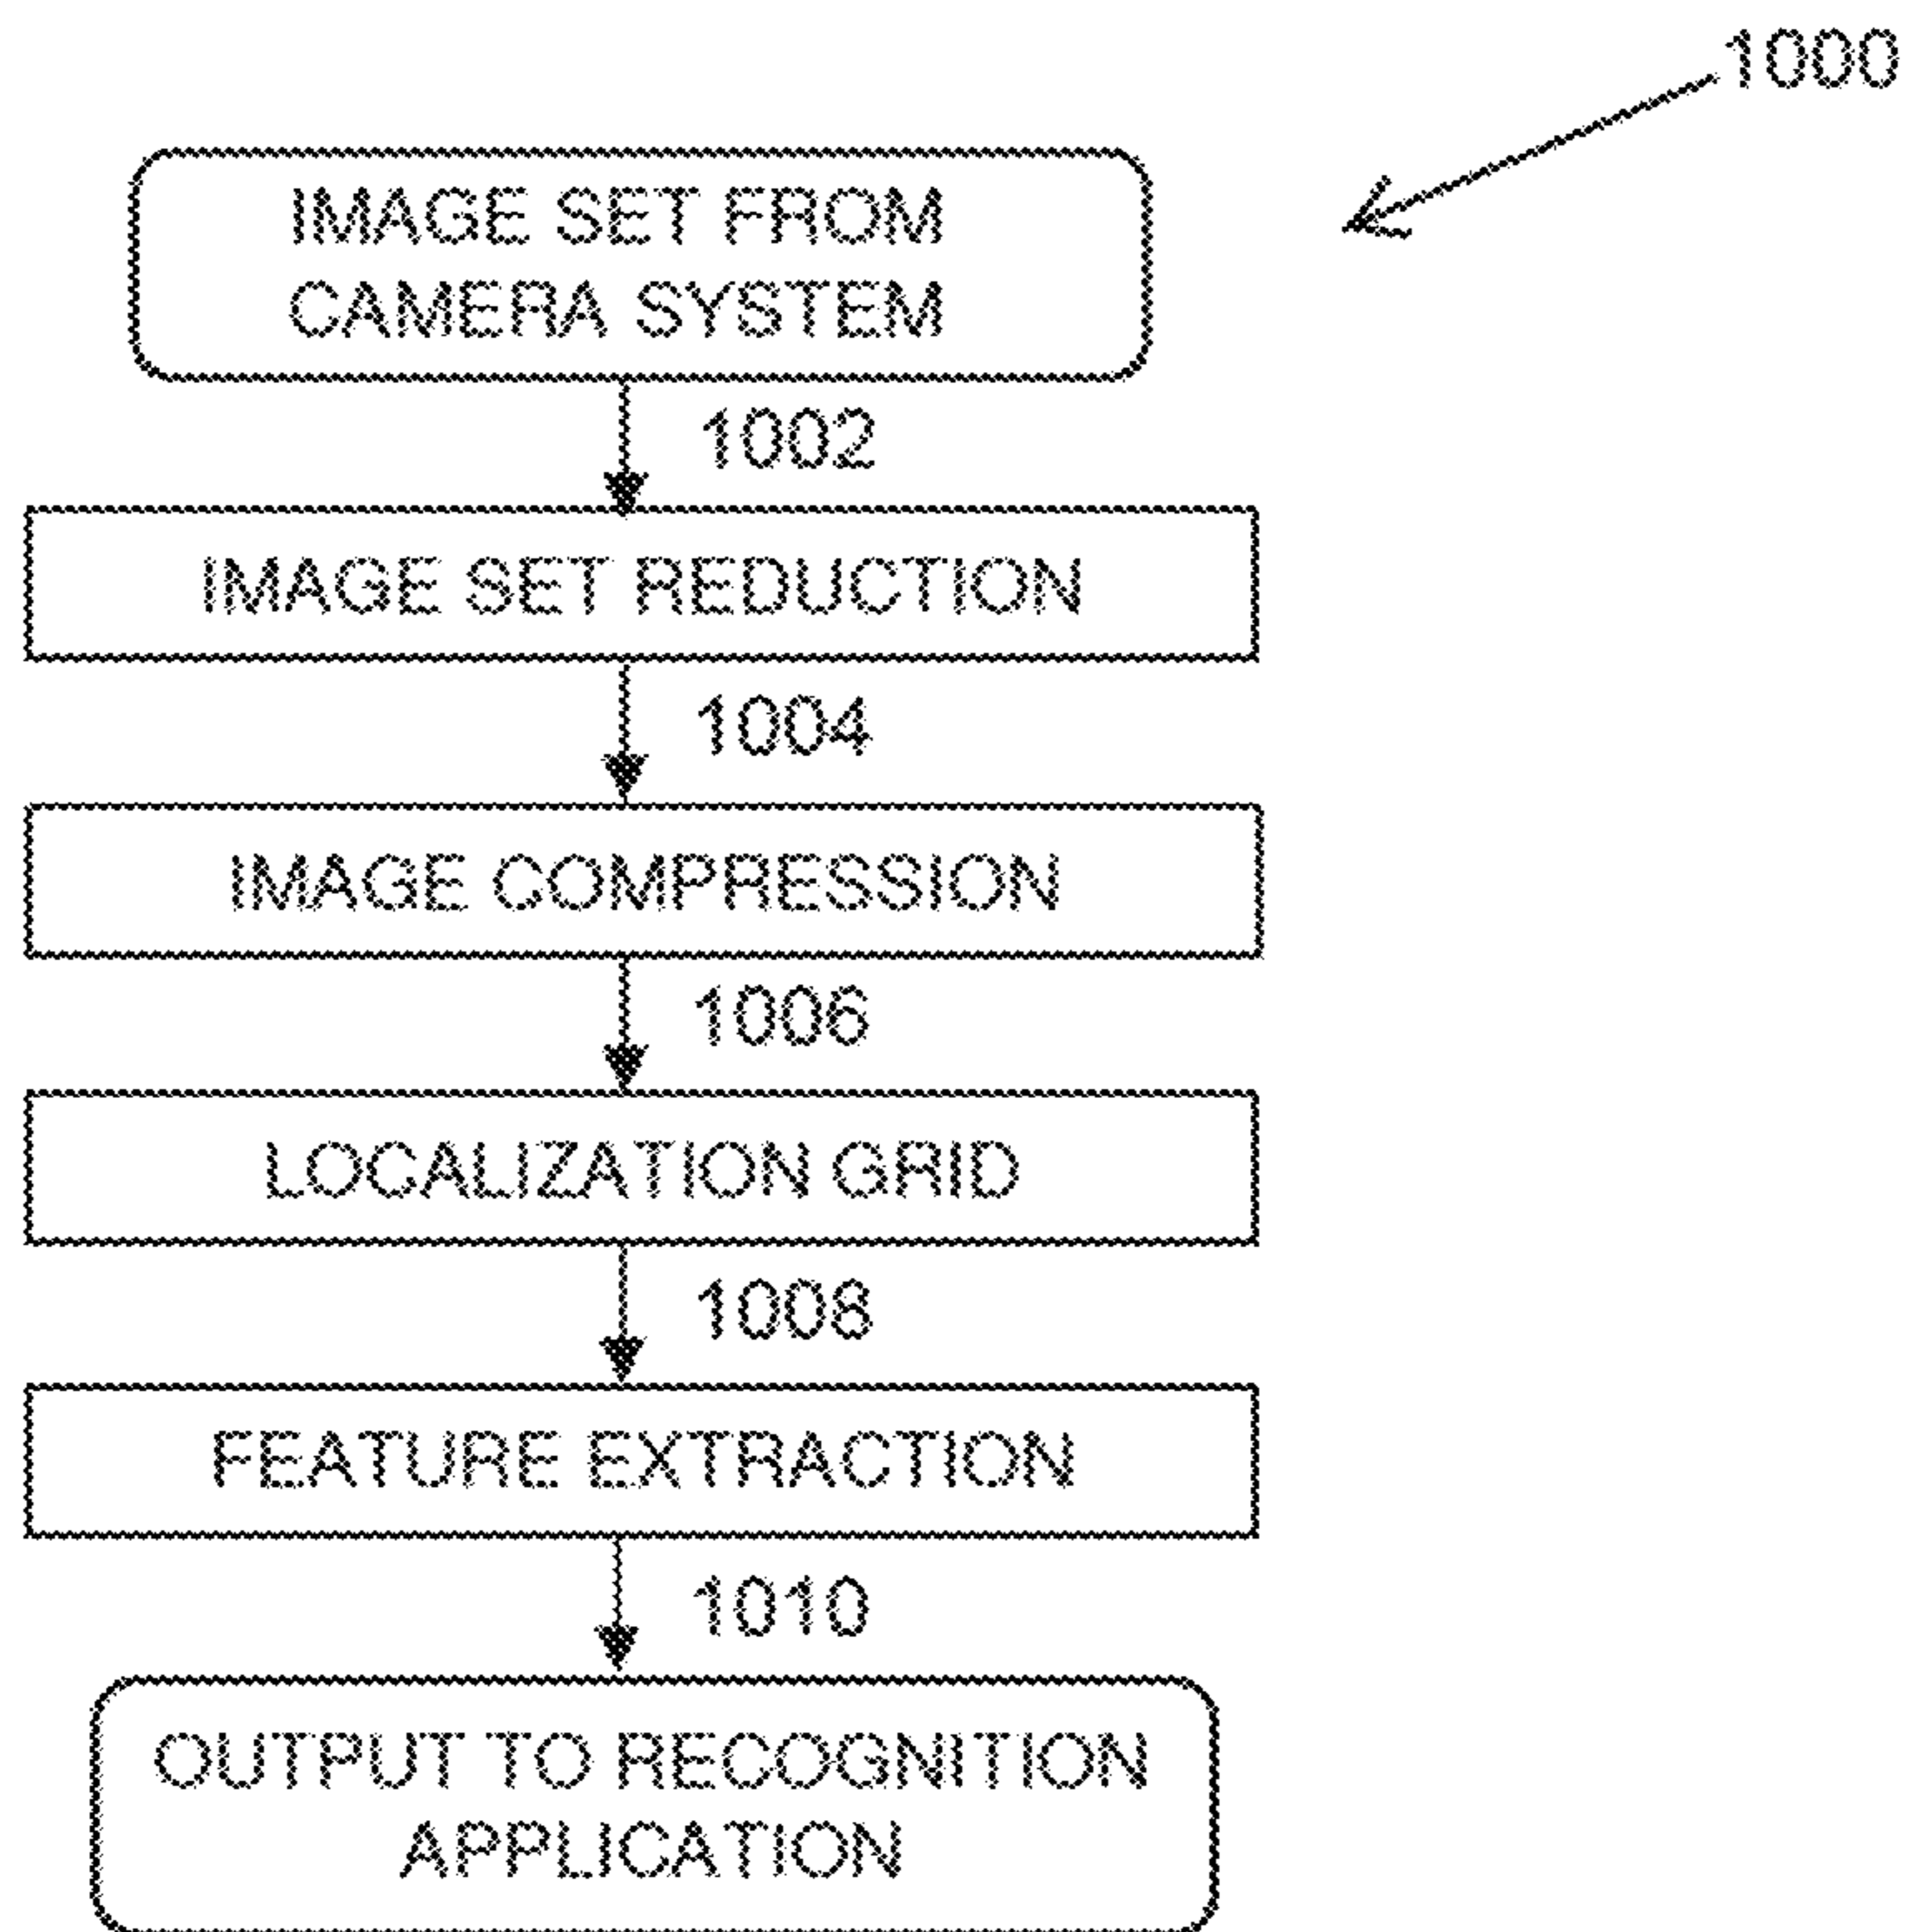 1000
IMAGE SET FROM
CAMERA SYSTEM
1002
IMAGE SET REDUCTION
1004
IMAGE COMPRESSION
1006
LOCALIZATION GRID
1008
FEATURE EXTRACTION
1010
OUTPUT TO RECOGNITION
APPLICATION